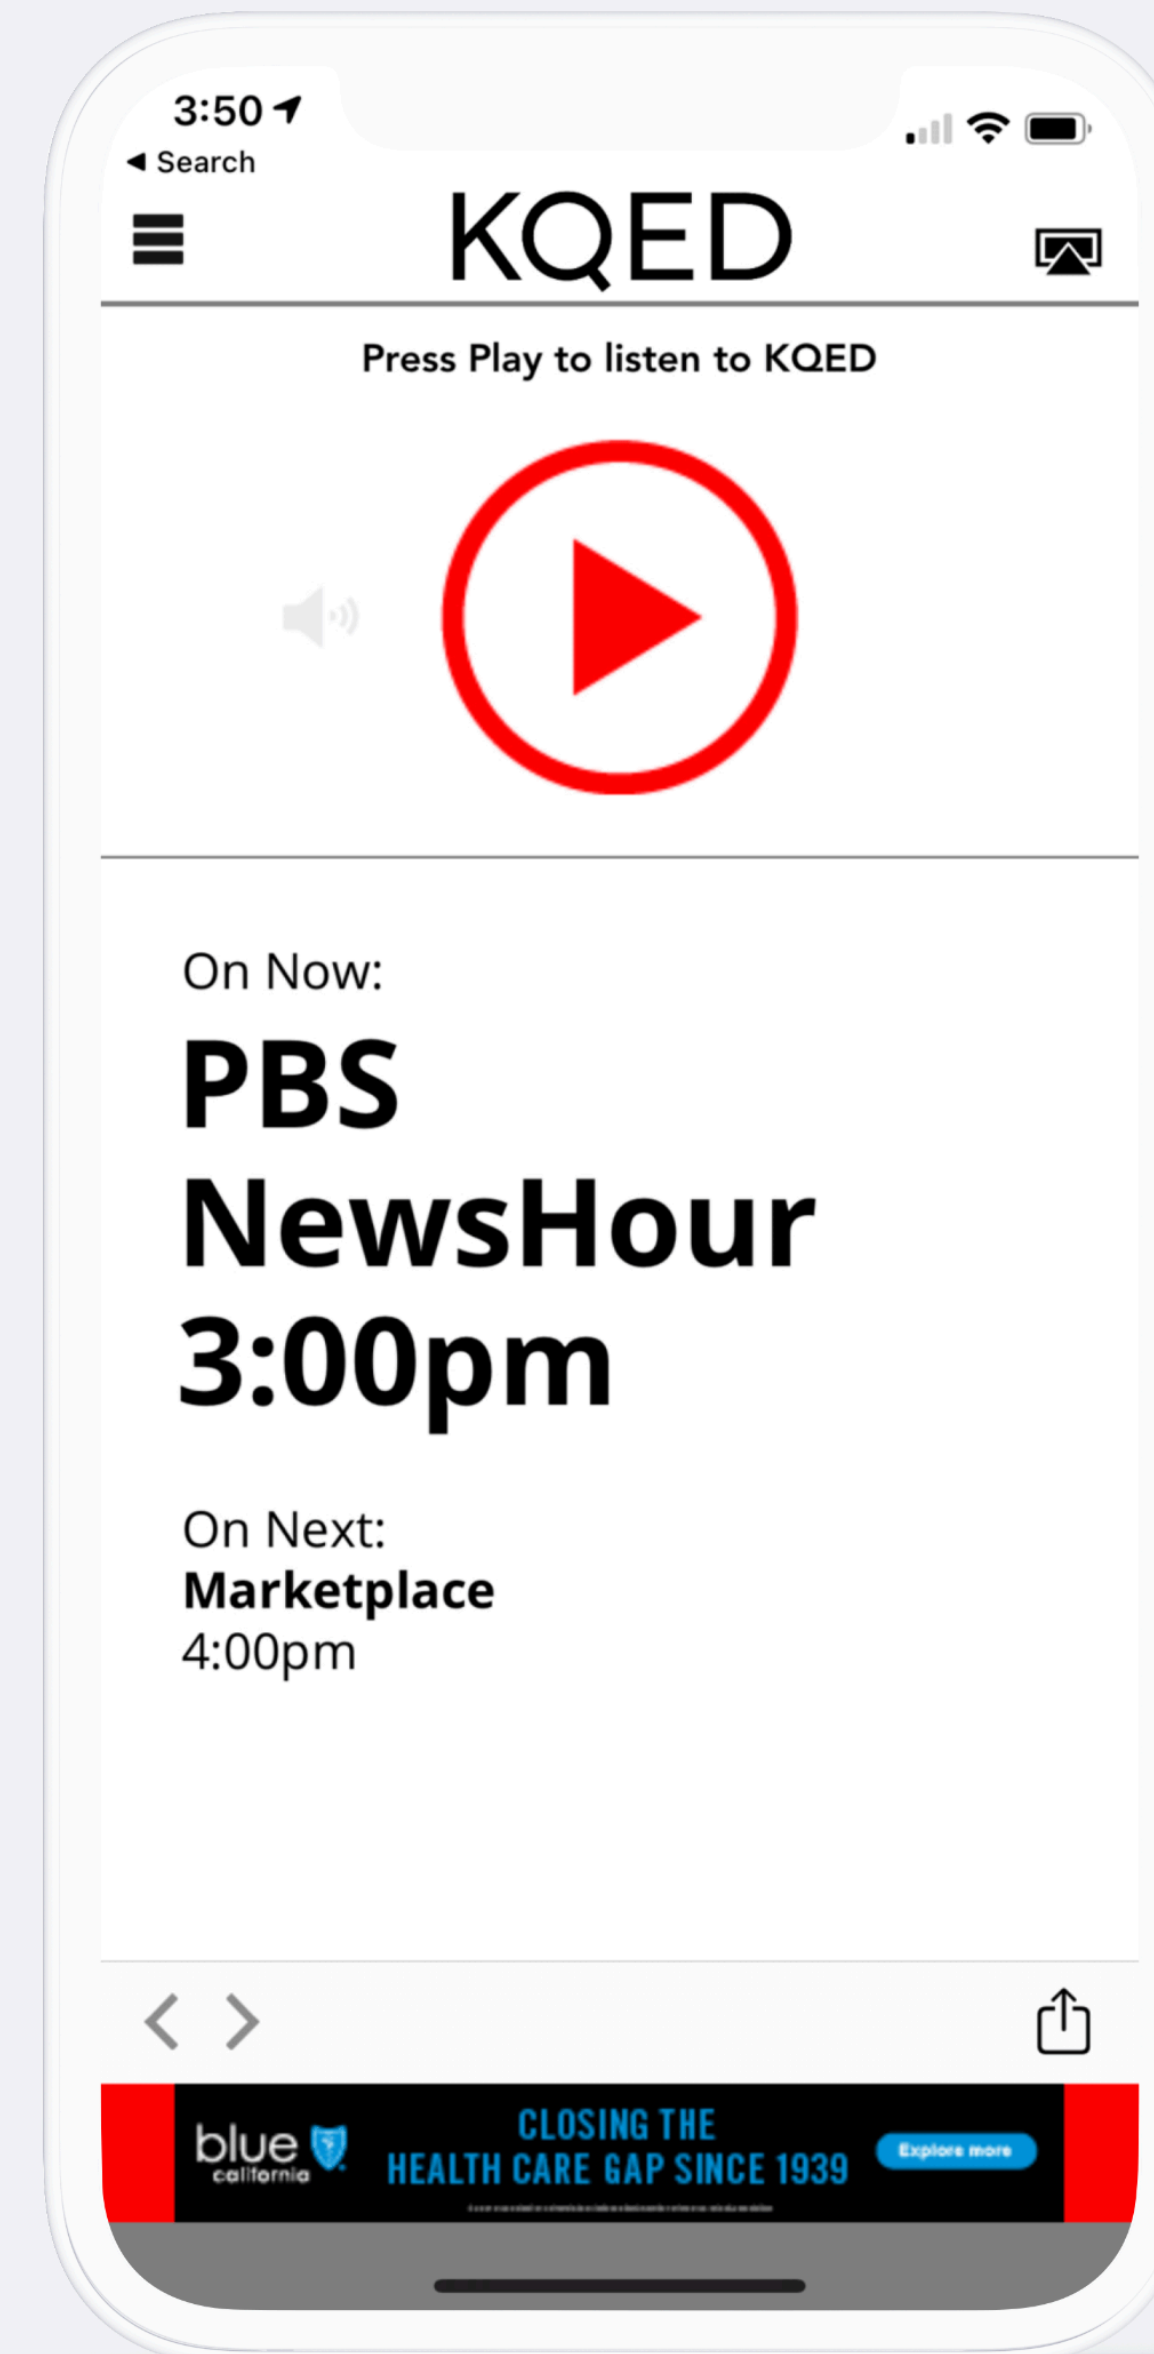 3:50
Search
KQED
Press Play to listen to KQED
On Now:
PBS
NewsHour
3:00pm
On Next:
Marketplace
4:00pm
blue
california
CLOSING THE
HEALTH CARE GAP SINCE 1939
Explore more